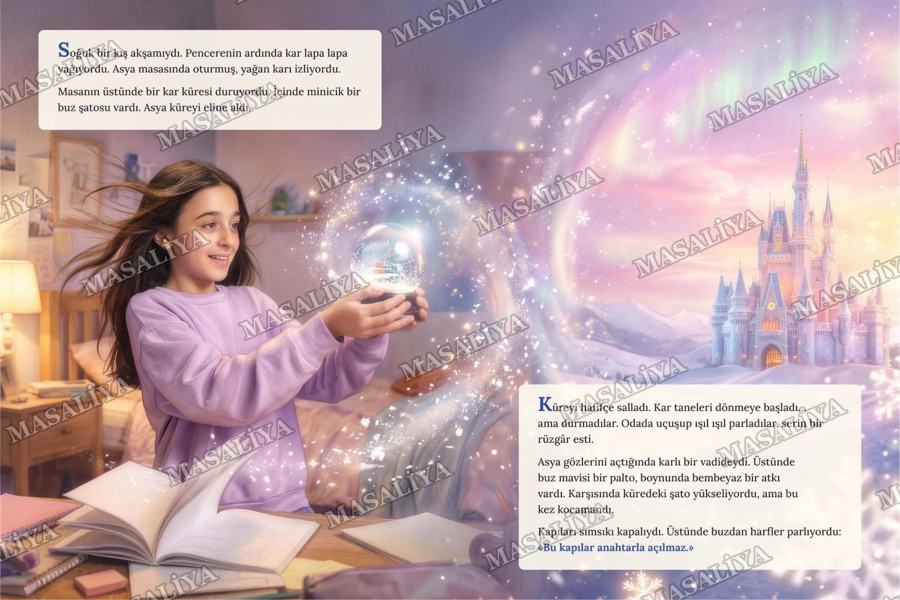 Soğuk bir kış akşamıydı. Pencerenin ardında kar lapa lapa
yağıyordu. Asya masasında oturmuş, yağan karı izliyordu.
Masanın üstünde bir kar küresi duruyordu. İçinde minicik bir
buz şatosu vardı. Asya küreyi eline aldı.
Küreyi hafifçe salladı. Kar taneleri dönmeye başladı...
ama durmadılar. Odada uçuşup ışıl ışıl parladılar, serin bir
rüzgâr esti.
Asya gözlerini açtığında karlı bir vadideydi. Üstünde
buz mavisi bir palto, boynunda bembeyaz bir atkı
vardı. Karşısında küredeki şato yükseliyordu, ama bu
kez kocamandı.
Kapıları sımsıkı kapalıydı. Üstünde buzdan harfler parlıyordu:
«Bu kapılar anahtarla açılmaz.»
MASALİYA